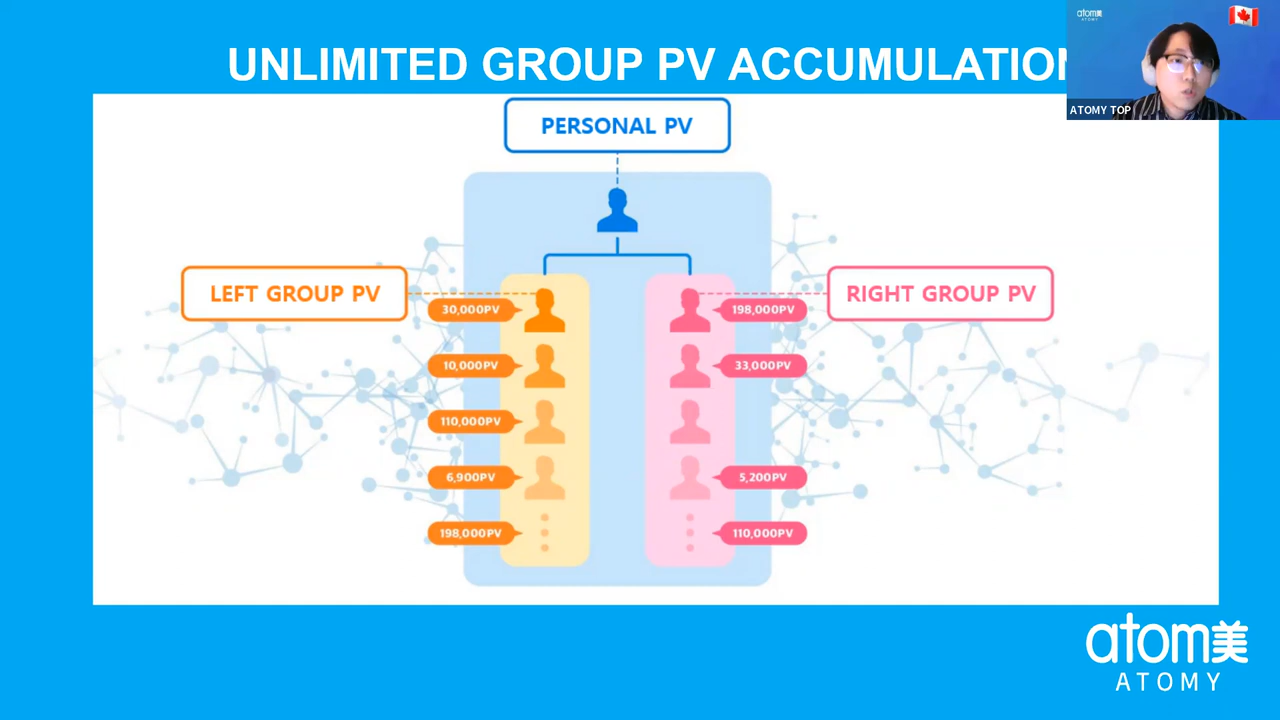 UNLIMITED GROUP PV ACCUMULATION
atom美
ATOMY TOP
PERSONAL PV
LEFT GROUP PV
RIGHT GROUP PV
30,000PV
198,000PV
10,000PV
33,000PV
110,000PV
6,900PV
5,200PV
198,000PV
110,000PV
atom美
ATOMY